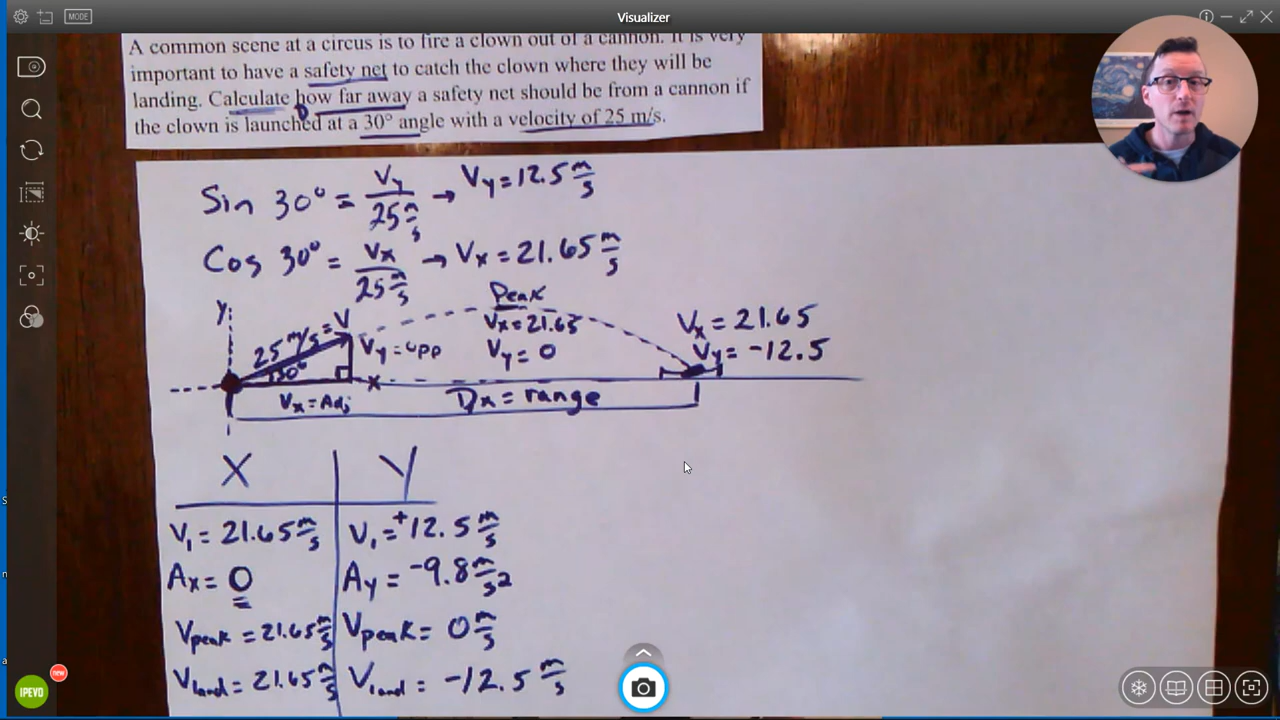 MODE
Visualizer
A common scene at a circus is to fire a clown out of a cannon. It is very
important to have a safety net to catch the clown where they will be
landing. Calculate how far away a safety net should be from a cannon if
the clown is launched at a 30° angle with a velocity of 25 m/s.
Sin 30° = Vy / 25 m/s → Vy = 12.5 m/s
Cos 30° = Vx / 25 m/s → Vx = 21.65 m/s
Peak
Vx = 21.65
Vy = 0
Vx = 21.65
Vy = -12.5
y
25 m/s = V
30°
Vy = opp
x
Vx = Adj
Dx = range
X Y
V1 = 21.65 m/s V1 = +12.5 m/s
Ax = 0 Ay = -9.8 m/s2
Vpeak = 21.65 m/s Vpeak = 0 m/s
Vland = 21.65 m/s Vland = -12.5 m/s
IPEVO
new